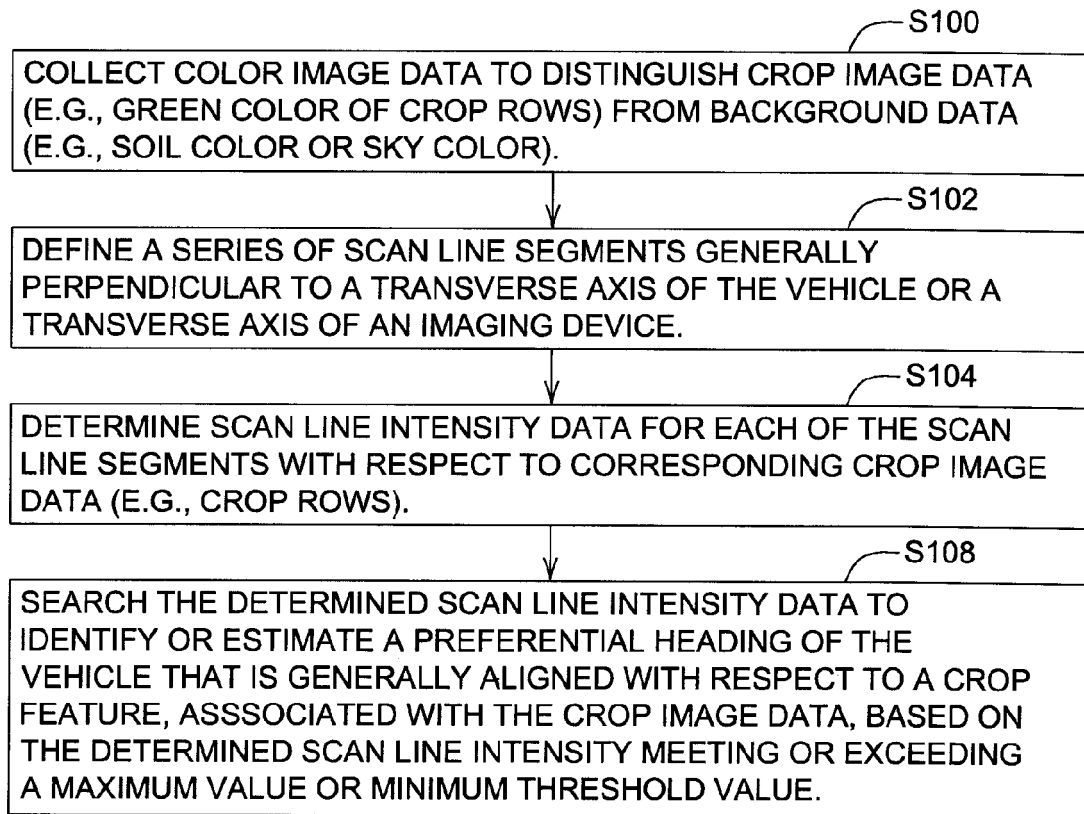 S100
COLLECT COLOR IMAGE DATA TO DISTINGUISH CROP IMAGE DATA
(E.G., GREEN COLOR OF CROP ROWS) FROM BACKGROUND DATA
(E.G., SOIL COLOR OR SKY COLOR).
S102
DEFINE A SERIES OF SCAN LINE SEGMENTS GENERALLY
PERPENDICULAR TO A TRANSVERSE AXIS OF THE VEHICLE OR A
TRANSVERSE AXIS OF AN IMAGING DEVICE.
S104
DETERMINE SCAN LINE INTENSITY DATA FOR EACH OF THE SCAN
LINE SEGMENTS WITH RESPECT TO CORRESPONDING CROP IMAGE
DATA (E.G., CROP ROWS).
S108
SEARCH THE DETERMINED SCAN LINE INTENSITY DATA TO
IDENTIFY OR ESTIMATE A PREFERENTIAL HEADING OF THE
VEHICLE THAT IS GENERALLY ALIGNED WITH RESPECT TO A CROP
FEATURE, ASSSOCIATED WITH THE CROP IMAGE DATA, BASED ON
THE DETERMINED SCAN LINE INTENSITY MEETING OR EXCEEDING
A MAXIMUM VALUE OR MINIMUM THRESHOLD VALUE.